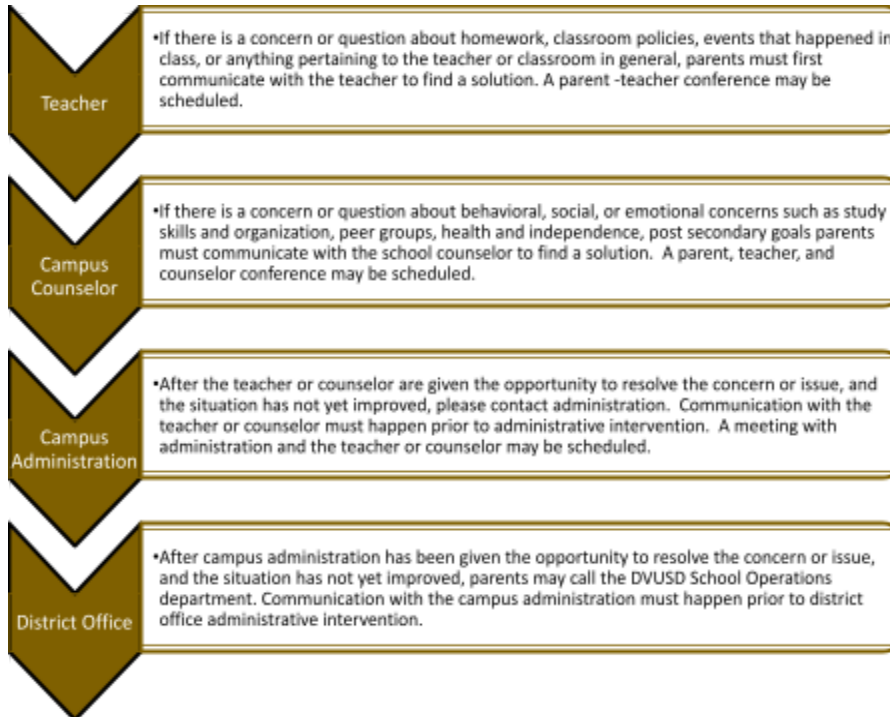 Teacher
•If there is a concern or question about homework, classroom policies, events that happened in
class, or anything pertaining to the teacher or classroom in general, parents must first
communicate with the teacher to find a solution. A parent -teacher conference may be
scheduled.
Campus
Counselor
•If there is a concern or question about behavioral, social, or emotional concerns such as study
skills and organization, peer groups, health and independence, post secondary goals parents
must communicate with the school counselor to find a solution.  A parent, teacher, and
counselor conference may be scheduled.
Campus
Administration
•After the teacher or counselor are given the opportunity to resolve the concern or issue, and
the situation has not yet improved, please contact administration.  Communication with the
teacher or counselor must happen prior to administrative intervention.  A meeting with
administration and the teacher or counselor may be scheduled.
District Office
•After campus administration has been given the opportunity to resolve the concern or issue,
and the situation has not yet improved, parents may call the DVUSD School Operations
department. Communication with the campus administration must happen prior to district
office administrative intervention.